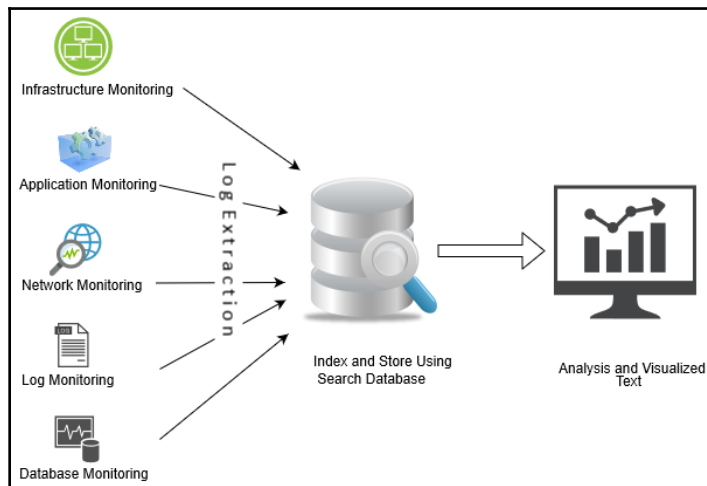 Infrastructure Monitoring
Application Monitoring
Network Monitoring
LOG
Log Monitoring
Database Monitoring
Log Extraction
Index and Store Using
Search Database
Analysis and Visualized
Text